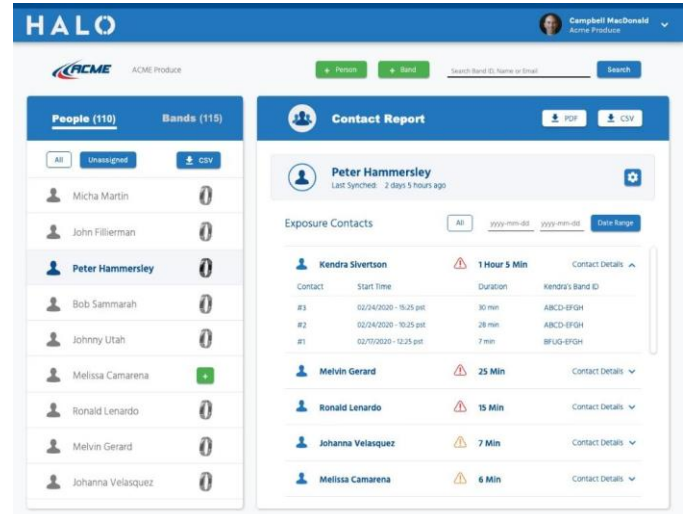 HALO
Campbell MacDonald
Acme Produce
ACME
ACME Produce
+ Person
+ Band
Search Band ID, Name or Email
Search
People (110)
Bands (115)
All
Unassigned
CSV
Micha Martin
John Fillierman
Peter Hammersley
Bob Sammarah
Johnny Utah
Melissa Camarena
+
Ronald Lenardo
Melvin Gerard
Johanna Velasquez
Contact Report
PDF
CSV
Peter Hammersley
Last Synched: 2 days 5 hours ago
Exposure Contacts
All
yyyy-mm-dd
yyyy-mm-dd
Date Range
Kendra Sivertson
1 Hour 5 Min
Contact Details
Contact Start Time Duration Kendra's Band ID
#3 02/24/2020 - 15:25 pst 30 min ABCD-EFGH
#2 02/24/2020 - 10:25 pst 28 min ABCD-EFGH
#1 02/17/2020 - 12:25 pst 7 min BFUG-EFGH
Melvin Gerard 25 Min Contact Details
Ronald Lenardo 15 Min Contact Details
Johanna Velasquez 7 Min Contact Details
Melissa Camarena 6 Min Contact Details